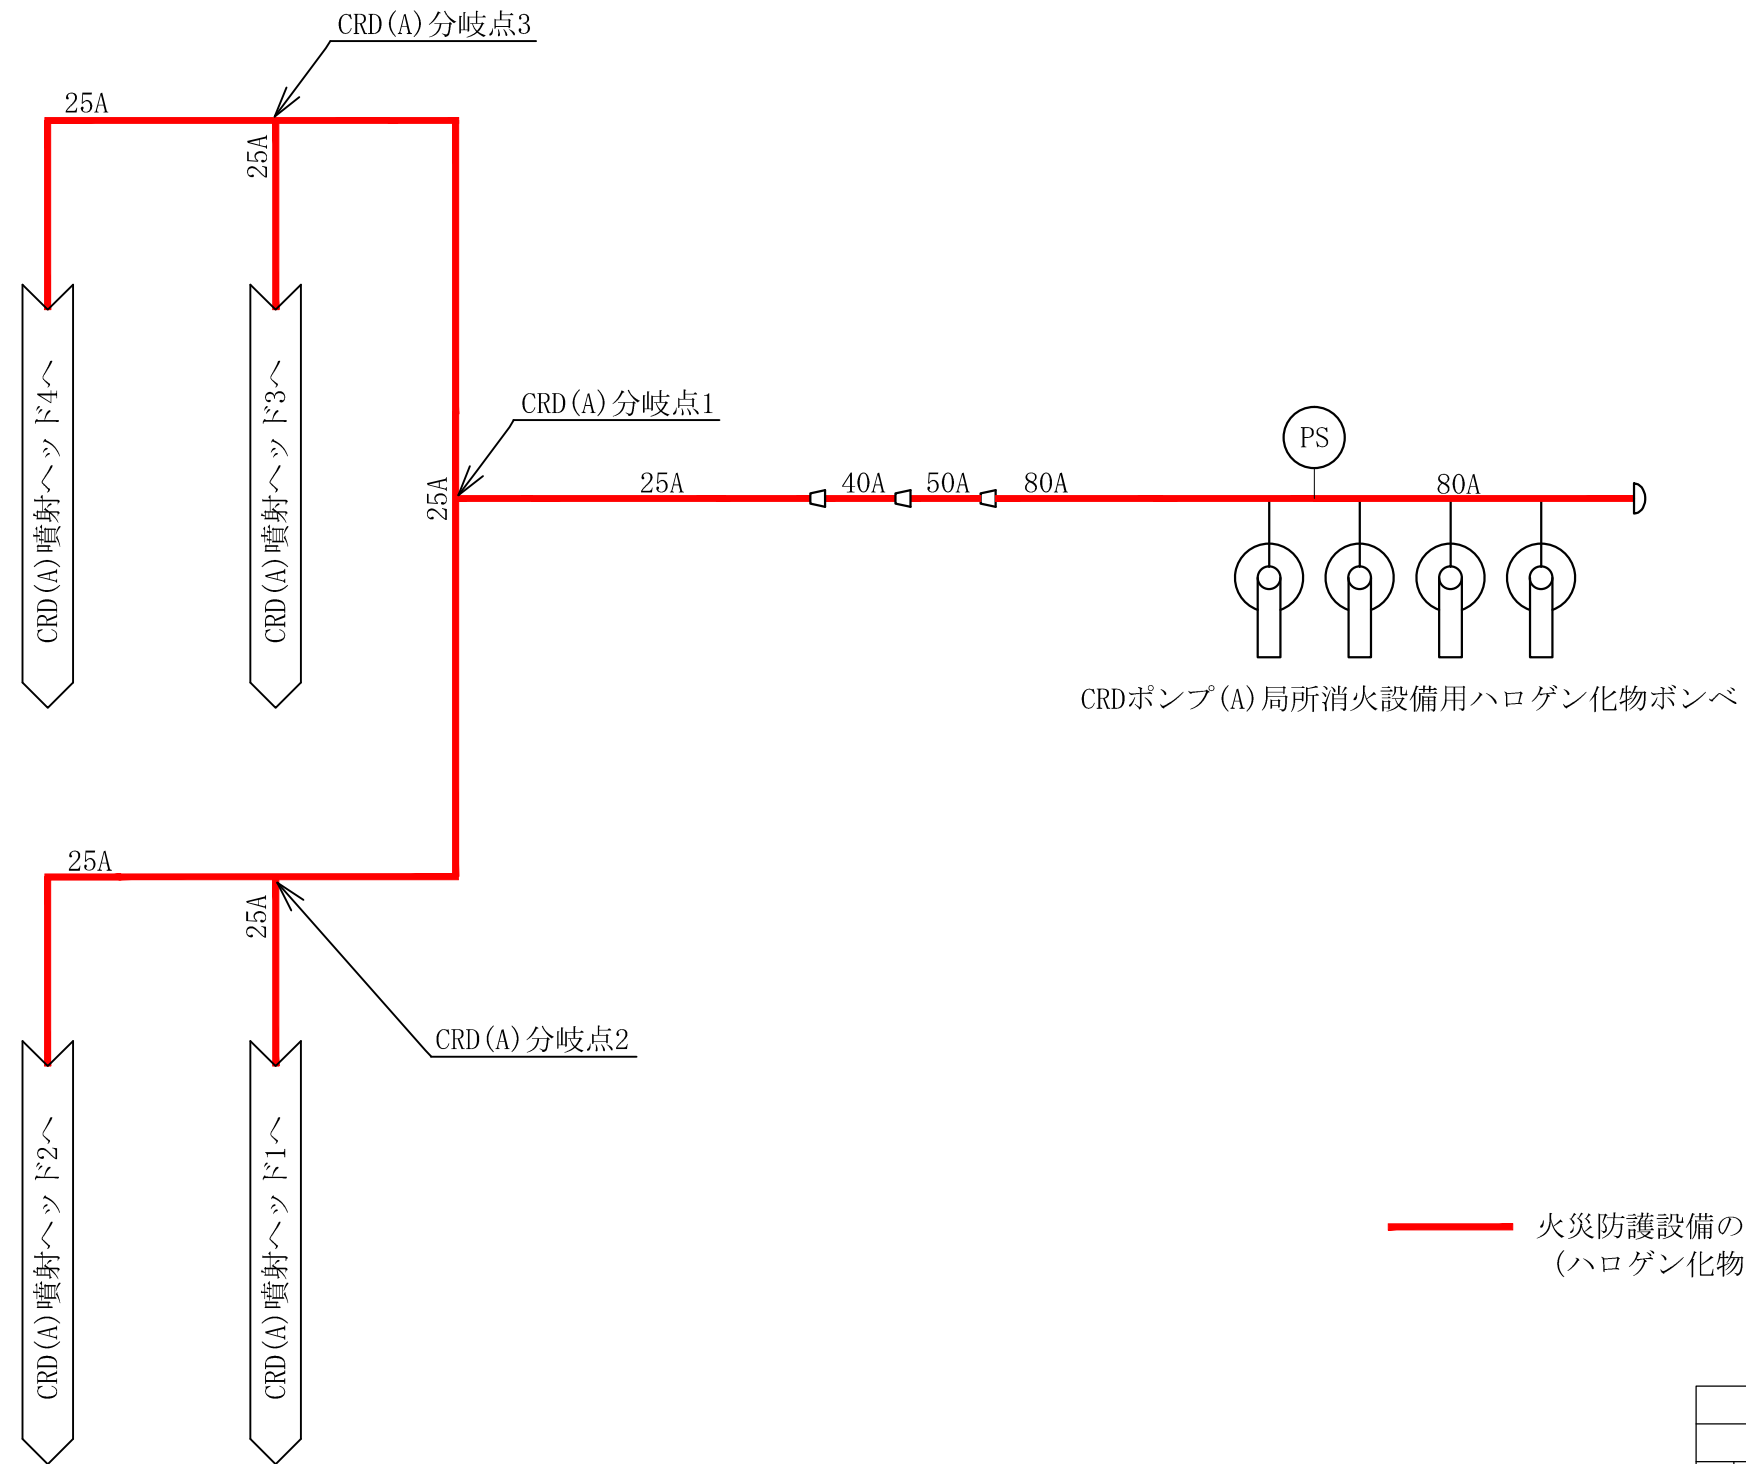 CRD(A)分岐点3
25A
25A
CRD(A)噴射ヘッド4へ
CRD(A)噴射ヘッド3へ
CRD(A)分岐点1
25A
25A
40A
50A
80A
PS
80A
CRDポンプ(A)局所消火設備用ハロゲン化物ボンベ
25A
25A
CRD(A)分岐点2
CRD(A)噴射ヘッド2へ
CRD(A)噴射ヘッド1へ
火災防護設備の
(ハロゲン化物